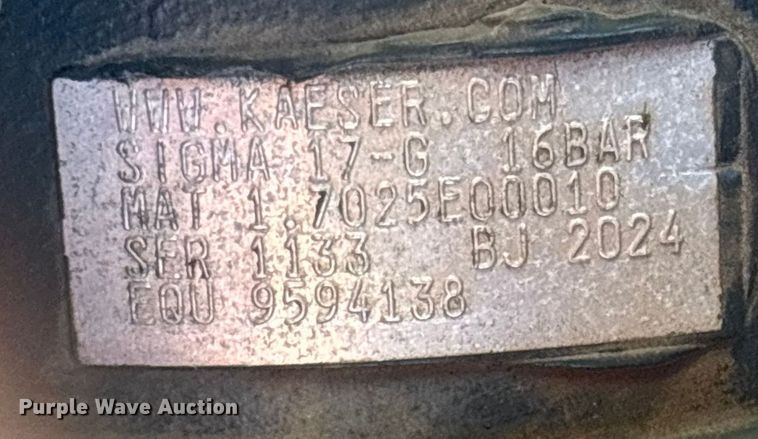 WWW.KAESER.COM
SIGMA 17-G 16BAR
MAT 1.7025E00010
SER 1133 BJ 2024
EQU 9594138
Purple Wave Auction